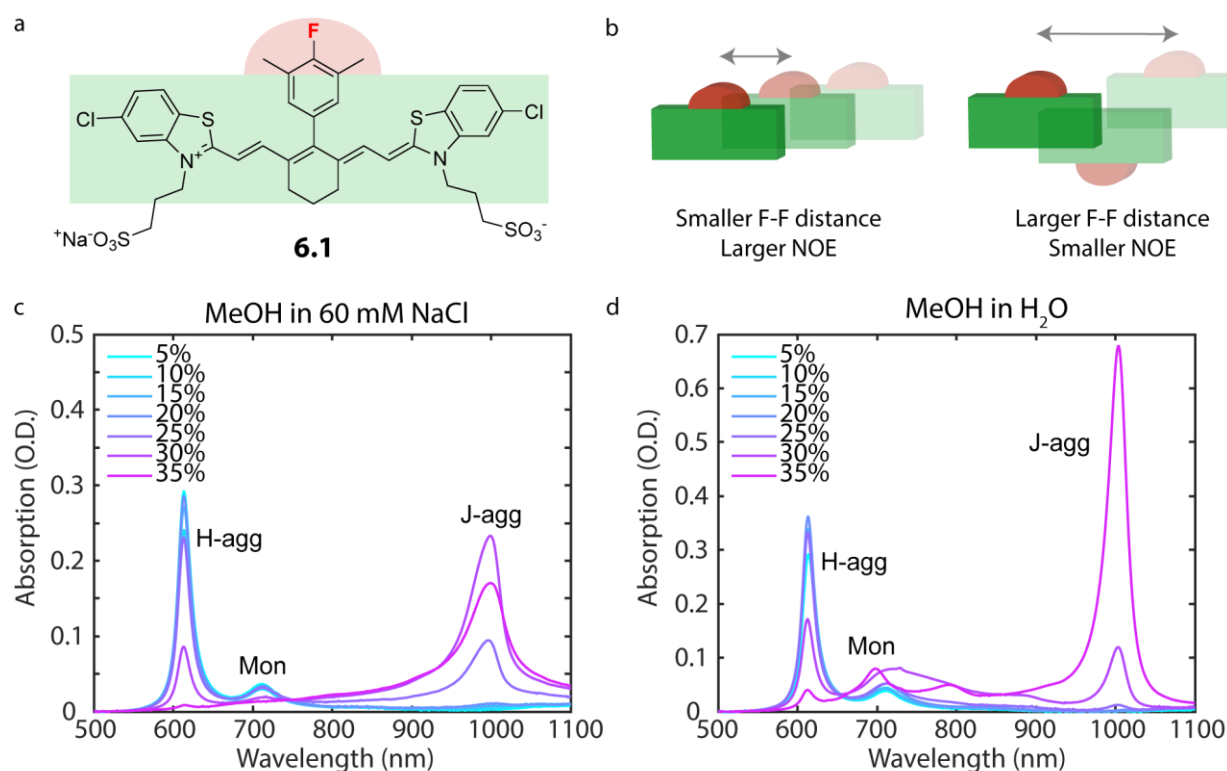 a
F
Cl
S
S
Cl
N+
N
+Na-O3S
SO3-
6.1
b
Smaller F-F distance
Larger NOE
Larger F-F distance
Smaller NOE
c
MeOH in 60 mM NaCl
0.5
0.4
0.3
0.2
0.1
0
Absorption (O.D.)
5%
10%
15%
20%
25%
30%
35%
H-agg
Mon
J-agg
500 600 700 800 900 1000 1100
Wavelength (nm)
d
MeOH in H2O
0.7
0.6
0.5
0.4
0.3
0.2
0.1
0
Absorption (O.D.)
5%
10%
15%
20%
25%
30%
35%
J-agg
H-agg
Mon
500 600 700 800 900 1000 1100
Wavelength (nm)